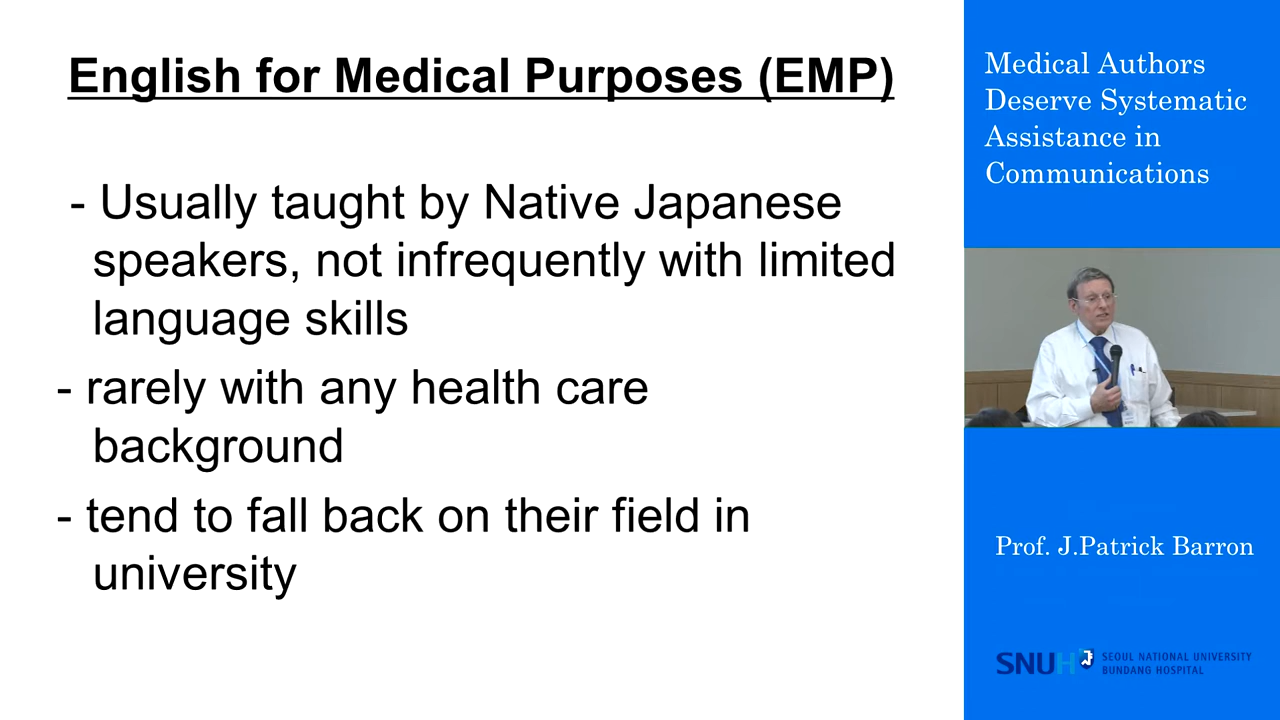 English for Medical Purposes (EMP)
- Usually taught by Native Japanese
speakers, not infrequently with limited
language skills
- rarely with any health care
background
- tend to fall back on their field in
university
Medical Authors
Deserve Systematic
Assistance in
Communications
Prof. J.Patrick Barron
SNUH
SEOUL NATIONAL UNIVERSITY
BUNDANG HOSPITAL